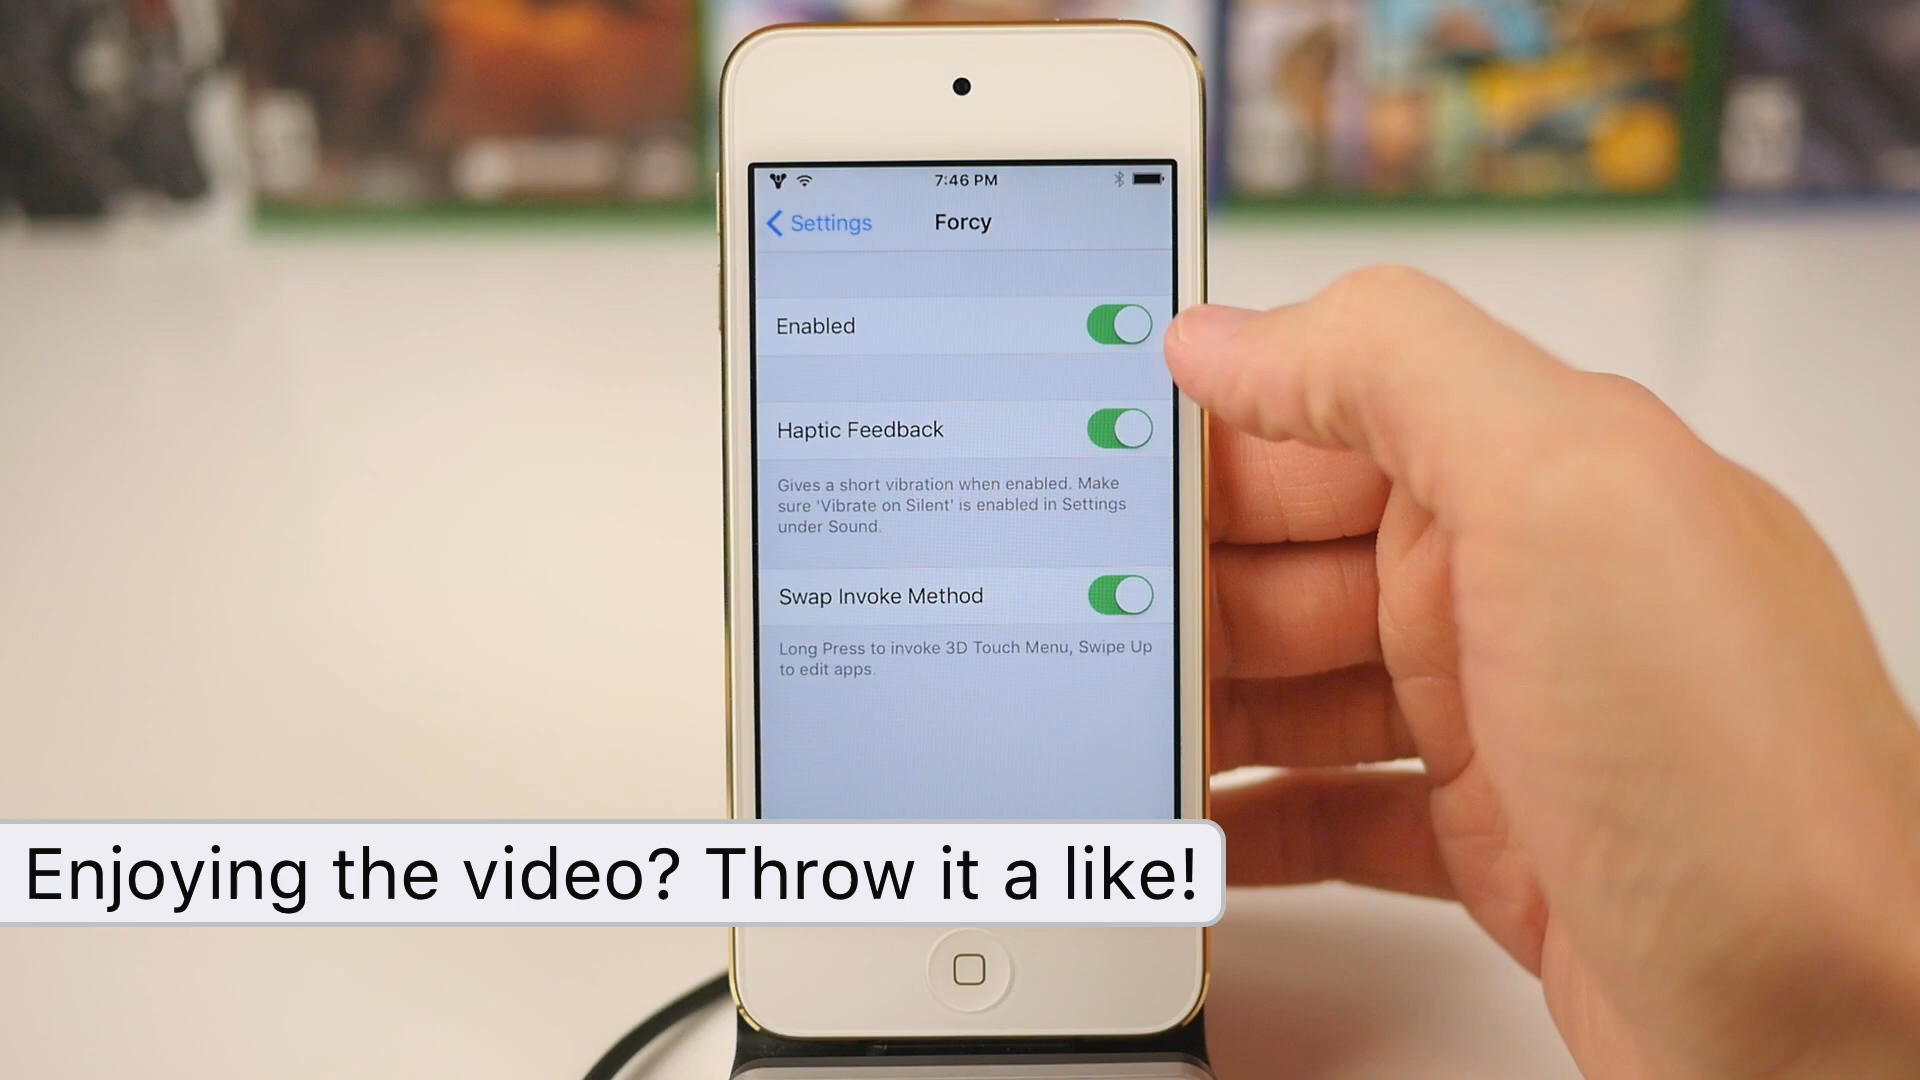 7:46 PM
Settings
Forcy
Enabled
Haptic Feedback
Gives a short vibration when enabled. Make
sure 'Vibrate on Silent' is enabled in Settings
under Sound.
Swap Invoke Method
Long Press to invoke 3D Touch Menu, Swipe Up
to edit apps.
Enjoying the video? Throw it a like!